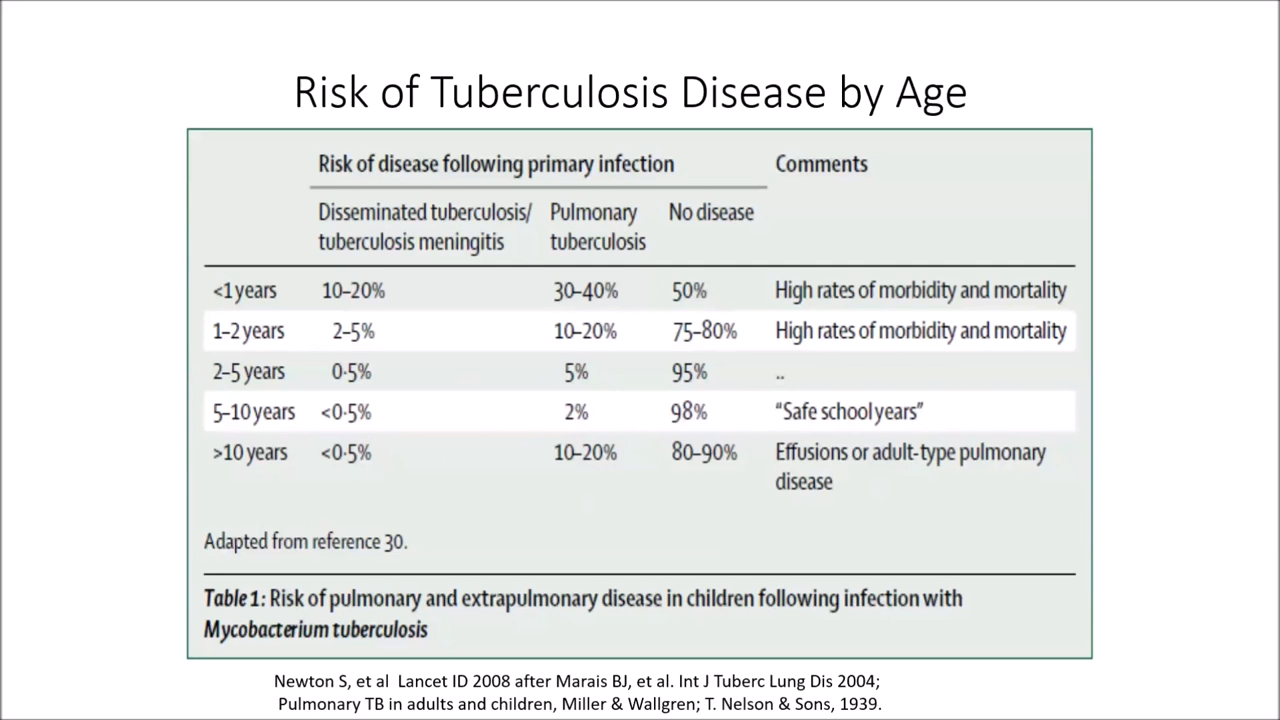 Risk of Tuberculosis Disease by Age
Risk of disease following primary infection Comments
Disseminated tuberculosis/ Pulmonary No disease
tuberculosis meningitis tuberculosis
<1 years 10–20% 30–40% 50% High rates of morbidity and mortality
1–2 years 2–5% 10–20% 75–80% High rates of morbidity and mortality
2–5 years 0·5% 5% 95% ..
5–10 years <0·5% 2% 98% “Safe school years”
>10 years <0·5% 10–20% 80–90% Effusions or adult-type pulmonary
disease
Adapted from reference 30.
Table 1: Risk of pulmonary and extrapulmonary disease in children following infection with
Mycobacterium tuberculosis
Newton S, et al Lancet ID 2008 after Marais BJ, et al. Int J Tuberc Lung Dis 2004;
Pulmonary TB in adults and children, Miller & Wallgren; T. Nelson & Sons, 1939.